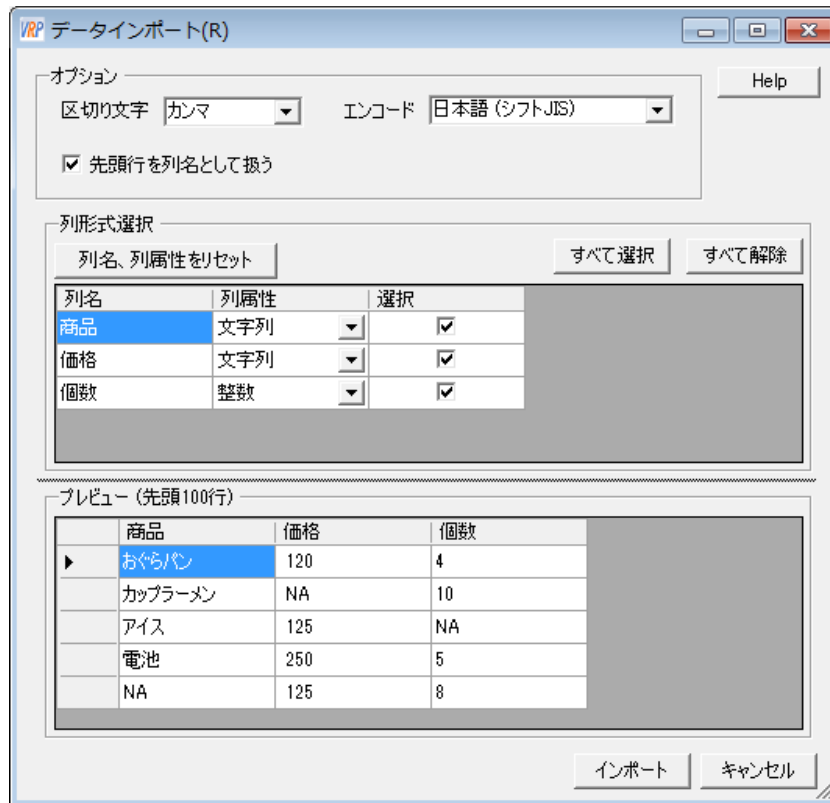 VRP データインポート(R)
オプション
Help
区切り文字 カンマ エンコード 日本語 (シフトJIS)
先頭行を列名として扱う
列形式選択
列名、列属性をリセット すべて選択 すべて解除
列名 列属性 選択
商品 文字列
価格 文字列
個数 整数
プレビュー (先頭100行)
商品 価格 個数
おぐらパン 120 4
カップラーメン NA 10
アイス 125 NA
電池 250 5
NA 125 8
インポート キャンセル